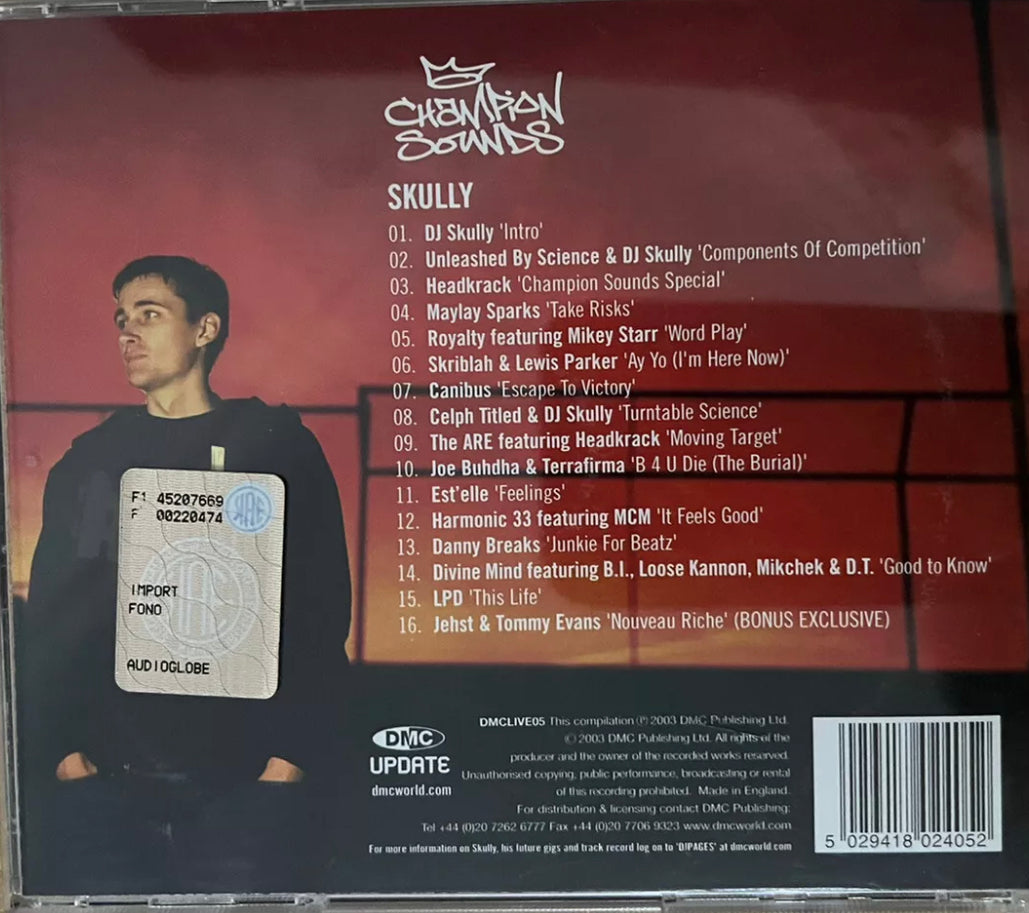 CHAMPION
SOUNDS
SKULLY
01. DJ Skully 'Intro'
02. Unleashed By Science & DJ Skully 'Components Of Competition'
03. Headkrack 'Champion Sounds Special'
04. Maylay Sparks 'Take Risks'
05. Royalty featuring Mikey Starr 'Word Play'
06. Skriblah & Lewis Parker 'Ay Yo (I'm Here Now)'
07. Canibus 'Escape To Victory'
08. Celph Titled & DJ Skully 'Turntable Science'
09. The ARE featuring Headkrack 'Moving Target'
10. Joe Buhdha & Terrafirma 'B 4 U Die (The Burial)'
11. Est'elle 'Feelings'
12. Harmonic 33 featuring MCM 'It Feels Good'
13. Danny Breaks 'Junkie For Beatz'
14. Divine Mind featuring B.I., Loose Kannon, Mikchek & D.T. 'Good to Know'
15. LPD 'This Life'
16. Jehst & Tommy Evans 'Nouveau Riche' (BONUS EXCLUSIVE)
F1 45207669
F 00220474
IMPORT
FONO
AUDIOGLOBE
DMC
UPDATE
dmcworld.com
DMCLIVE05 This compilation ℗ 2003 DMC Publishing Ltd.
© 2003 DMC Publishing Ltd. All rights of the
producer and the owner of the recorded works reserved.
Unauthorised copying, public performance, broadcasting or rental
of this recording prohibited. Made in England.
For distribution & licensing contact DMC Publishing:
Tel +44 (0)20 7262 6777 Fax +44 (0)20 7706 9323 www.dmcworld.com
For more information on Skully, his future gigs and track record log on to 'DJPAGES' at dmcworld.com
5 029418 024052